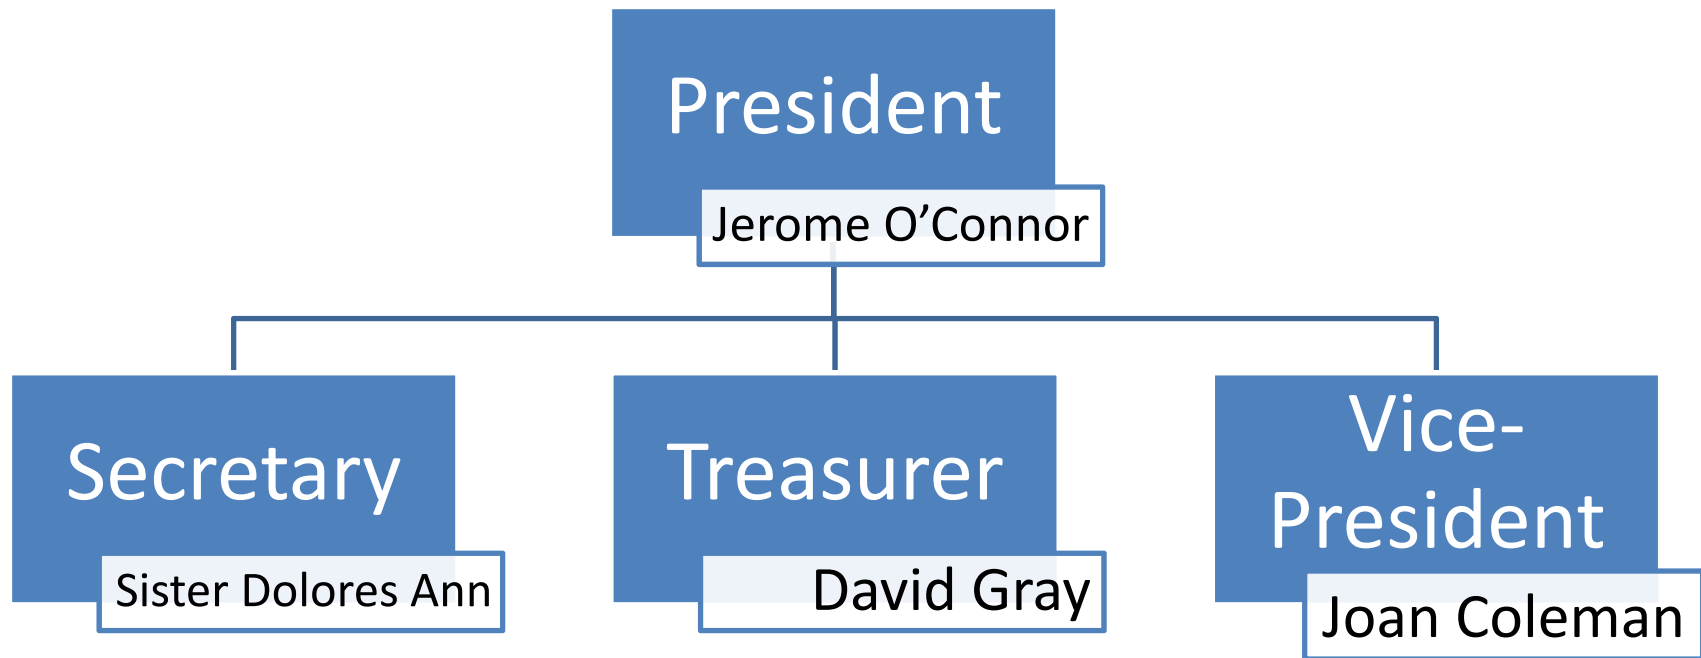 President
Jerome O’Connor
Secretary
Sister Dolores Ann
Treasurer
David Gray
Vice-
President
Joan Coleman